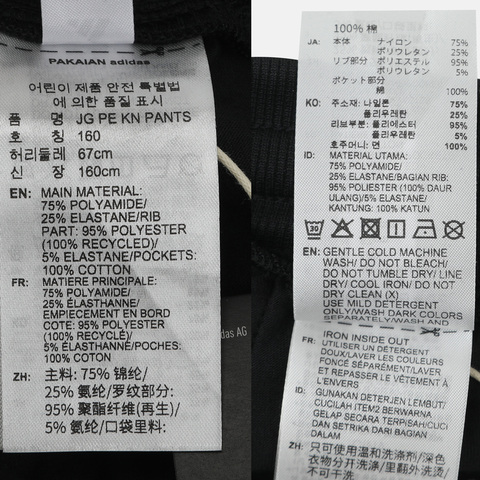 PAKAIAN adidas
어린이 제품 안전 특별법
에 의한 품질 표시
품 명 JG PE KN PANTS
호 칭 160
허리둘레 67cm
신 장 160cm
EN: MAIN MATERIAL:
75% POLYAMIDE/
25% ELASTANE/RIB
PART: 95% POLYESTER
(100% RECYCLED)/
5% ELASTANE/POCKETS:
100% COTTON
FR: MATIERE PRINCIPALE:
75% POLYAMIDE/
25% ÉLASTHANNE/
EMPIECEMENT EN BORD
COTE: 95% POLYESTER
(100% RECYCLÉ)/
5% ÉLASTHANNE/POCHES:
100% COTON
ZH: 主料: 75% 锦纶/
25% 氨纶/罗纹部分:
95% 聚酯纤维(再生)/
5% 氨纶/口袋里料:
das AG
100% 棉
JA: 本体 ナイロン 75%
ポリウレタン 25%
リブ部分 ポリエステル 95%
ポリウレタン 5%
ポケット部分
綿 100%
KO: 주소재: 나일론 75%
폴리우레탄 25%
리브부분: 폴리에스터 95%
폴리우레탄 5%
호주머니: 면 100%
ID: MATERIAL UTAMA:
75% POLYAMIDE/
25% ELASTANE/BAGIAN RIB:
95% POLIESTER (100% DAUR
ULANG)/5% ELASTANE/
KANTUNG: 100% KATUN
EN: GENTLE COLD MACHINE
WASH/ DO NOT BLEACH/
DO NOT TUMBLE DRY/ LINE
DRY/ COOL IRON/ DO NOT
DRY CLEAN (X)
USE MILD DETERGENT
ONLY/WASH DARK COLORS
SEPARATELY/WASH AND
IRON INSIDE OUT
FR: UTILISER UN DÉTERGENT
DOUX/LAVER LES COULEURS
FONCÉ SÉPARÉMENT/LAVER
ET REPASSER LE VÊTEMENT À
L'ENVERS
ID: GUNAKAN DETERJEN LEMBUT/
CUCILAH ITEM2 BERWARNA
GELAP SECARA TERPISAH/CUCI
DAN SETRIKA DARI BAGIAN
DALAM
ZH: 只可使用温和洗涤剂/深色
衣物分开洗涤/里翻外洗烫/
不可干洗